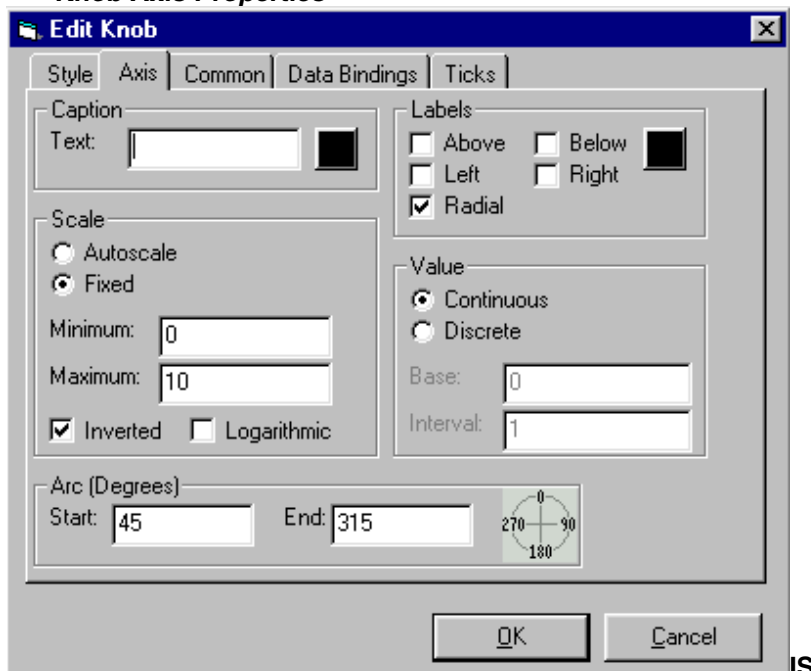 Knob Axis Properties
Edit Knob
Style Axis Common Data Bindings Ticks
Caption
Text:
Labels
Above Below
Left Right
Radial
Scale
Autoscale
Fixed
Minimum: 0
Maximum: 10
Inverted Logarithmic
Value
Continuous
Discrete
Base: 0
Interval: 1
Arc (Degrees)
Start: 45 End: 315
0
270 90
180
OK Cancel